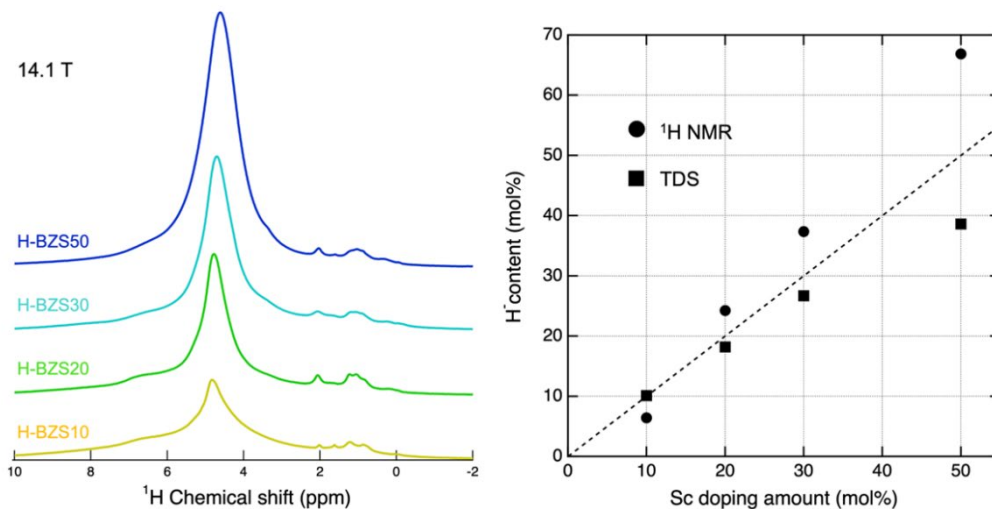 14.1 T
H-BZS50
H-BZS30
H-BZS20
H-BZS10
10 8 6 4 2 0 -2
¹H Chemical shift (ppm)
70
60
50
40
30
20
10
0
H⁻content (mol%)
¹H NMR
TDS
0 10 20 30 40 50
Sc doping amount (mol%)